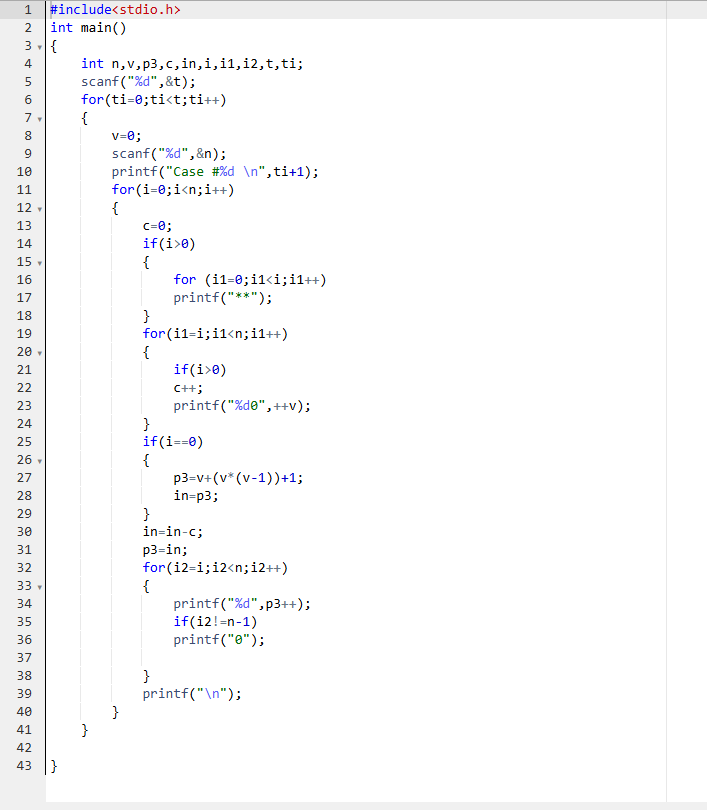 1 #include<stdio.h>
2 int main()
3 {
4 int n,v,p3,c,in,i,i1,i2,t,ti;
5 scanf("%d",&t);
6 for(ti=0;ti<t;ti++)
7 {
8 v=0;
9 scanf("%d",&n);
10 printf("Case #%d \n",ti+1);
11 for(i=0;i<n;i++)
12 {
13 c=0;
14 if(i>0)
15 {
16 for (i1=0;i1<i;i1++)
17 printf("**");
18 }
19 for(i1=i;i1<n;i1++)
20 {
21 if(i>0)
22 c++;
23 printf("%d0",++v);
24 }
25 if(i==0)
26 {
27 p3=v+(v*(v-1))+1;
28 in=p3;
29 }
30 in=in-c;
31 p3=in;
32 for(i2=i;i2<n;i2++)
33 {
34 printf("%d",p3++);
35 if(i2!=n-1)
36 printf("0");
37
38 }
39 printf("\n");
40 }
41 }
42
43 }